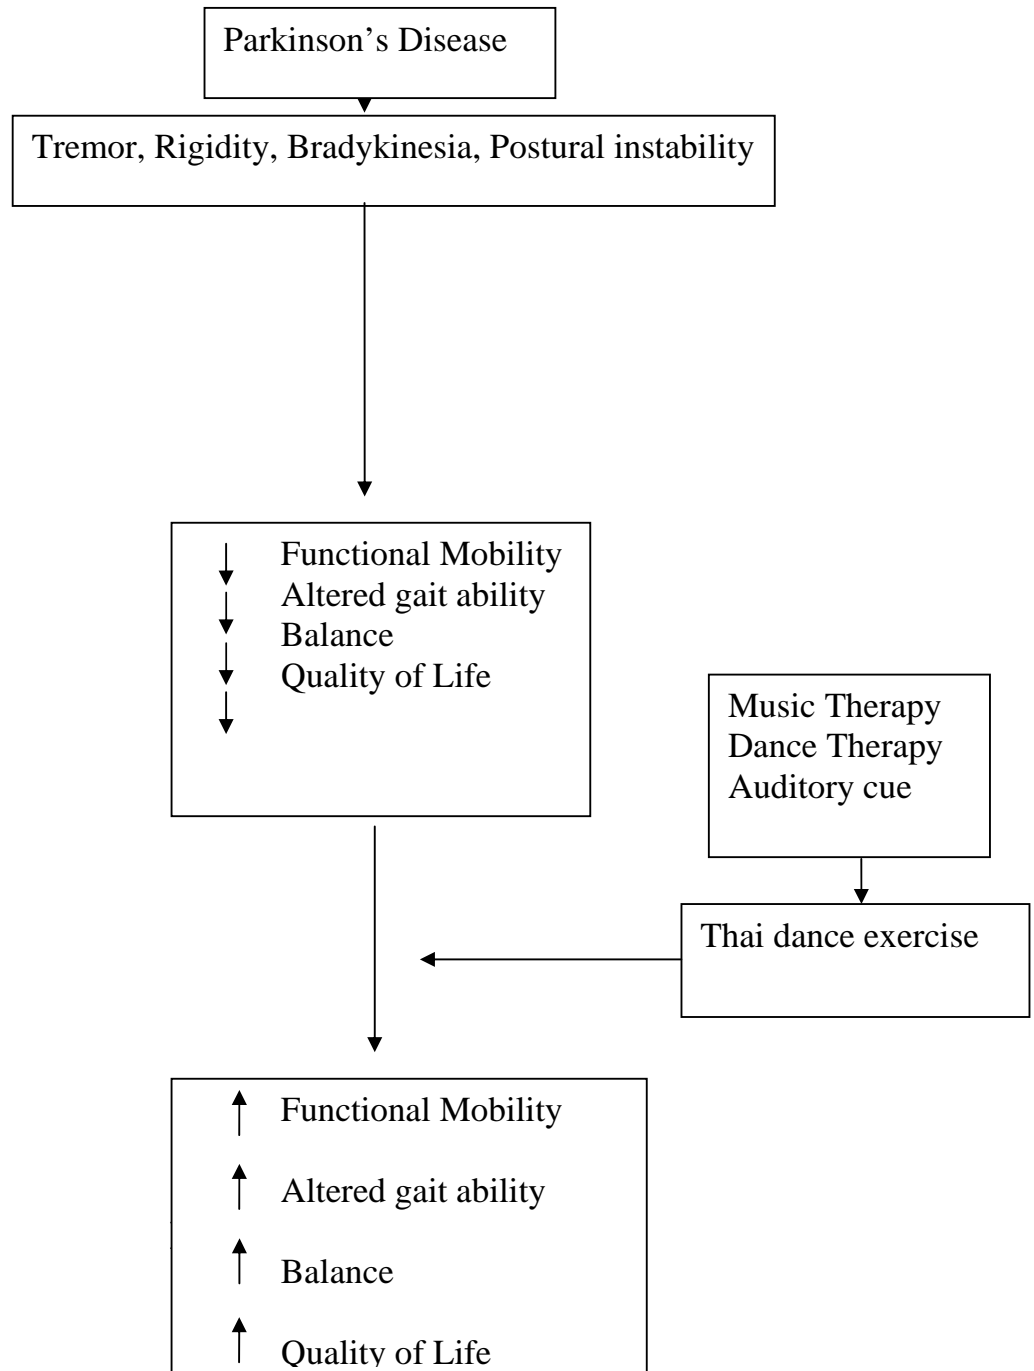 Parkinson’s Disease
Tremor, Rigidity, Bradykinesia, Postural instability
Functional Mobility
Altered gait ability
Balance
Quality of Life
Music Therapy
Dance Therapy
Auditory cue
Thai dance exercise
Functional Mobility
Altered gait ability
Balance
Quality of Life